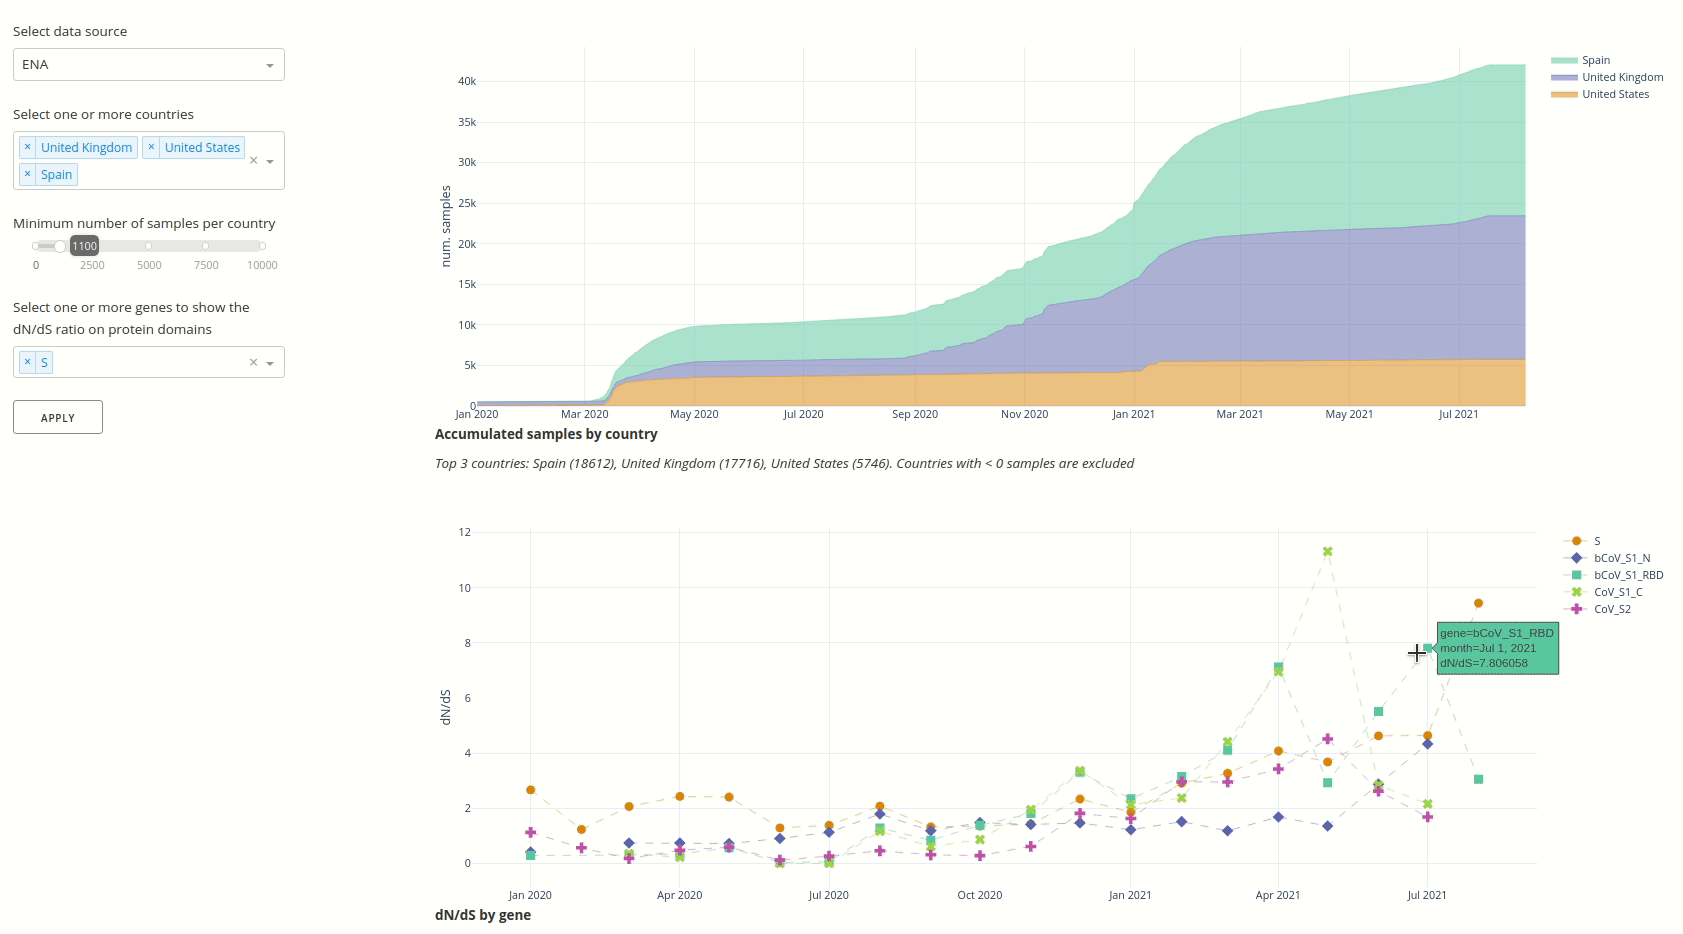 Select data source
ENA
Select one or more countries
× United Kingdom × United States
× Spain
×
Minimum number of samples per country
1100
0 2500 5000 7500 10000
Select one or more genes to show the
dN/dS ratio on protein domains
× S ×
APPLY
num. samples
40k
35k
30k
25k
20k
15k
10k
5k
0
Jan 2020 Mar 2020 May 2020 Jul 2020 Sep 2020 Nov 2020 Jan 2021 Mar 2021 May 2021 Jul 2021
Spain
United Kingdom
United States
Accumulated samples by country
Top 3 countries: Spain (18612), United Kingdom (17716), United States (5746). Countries with < 0 samples are excluded
dN/dS
12
10
8
6
4
2
0
Jan 2020 Apr 2020 Jul 2020 Oct 2020 Jan 2021 Apr 2021 Jul 2021
S
bCoV_S1_N
bCoV_S1_RBD
CoV_S1_C
CoV_S2
gene=bCoV_S1_RBD
month=Jul 1, 2021
dN/dS=7.806058
dN/dS by gene